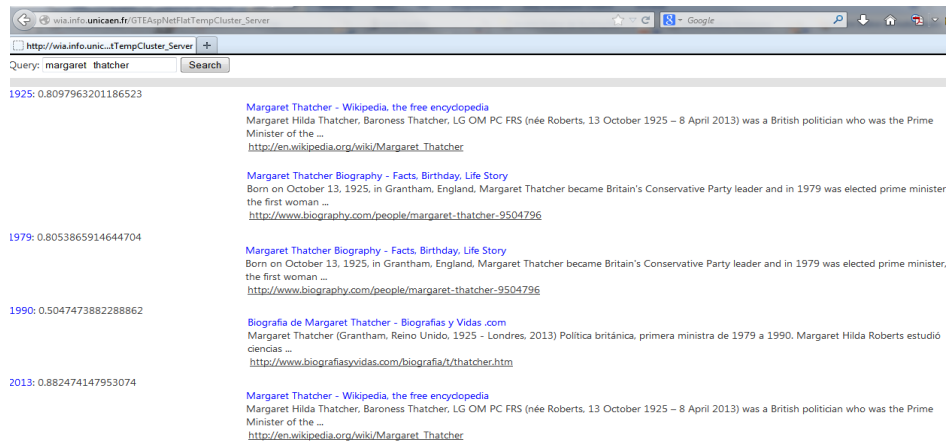 wia.info.unicaen.fr/GTEAspNetFlatTempCluster_Server
Google
http://wia.info.unic...tTempCluster_Server
Query: margaret thatcher Search
1925: 0.8097963201186523
Margaret Thatcher - Wikipedia, the free encyclopedia
Margaret Hilda Thatcher, Baroness Thatcher, LG OM PC FRS (née Roberts, 13 October 1925 – 8 April 2013) was a British politician who was the Prime
Minister of the ...
http://en.wikipedia.org/wiki/Margaret_Thatcher
Margaret Thatcher Biography - Facts, Birthday, Life Story
Born on October 13, 1925, in Grantham, England, Margaret Thatcher became Britain's Conservative Party leader and in 1979 was elected prime minister,
the first woman ...
http://www.biography.com/people/margaret-thatcher-9504796
1979: 0.8053865914644704
Margaret Thatcher Biography - Facts, Birthday, Life Story
Born on October 13, 1925, in Grantham, England, Margaret Thatcher became Britain's Conservative Party leader and in 1979 was elected prime minister,
the first woman ...
http://www.biography.com/people/margaret-thatcher-9504796
1990: 0.5047473882288862
Biografia de Margaret Thatcher - Biografias y Vidas .com
Margaret Thatcher (Grantham, Reino Unido, 1925 - Londres, 2013) Política británica, primera ministra de 1979 a 1990. Margaret Hilda Roberts estudió
ciencias ...
http://www.biografiasyvidas.com/biografia/t/thatcher.htm
2013: 0.882474147953074
Margaret Thatcher - Wikipedia, the free encyclopedia
Margaret Hilda Thatcher, Baroness Thatcher, LG OM PC FRS (née Roberts, 13 October 1925 – 8 April 2013) was a British politician who was the Prime
Minister of the ...
http://en.wikipedia.org/wiki/Margaret_Thatcher